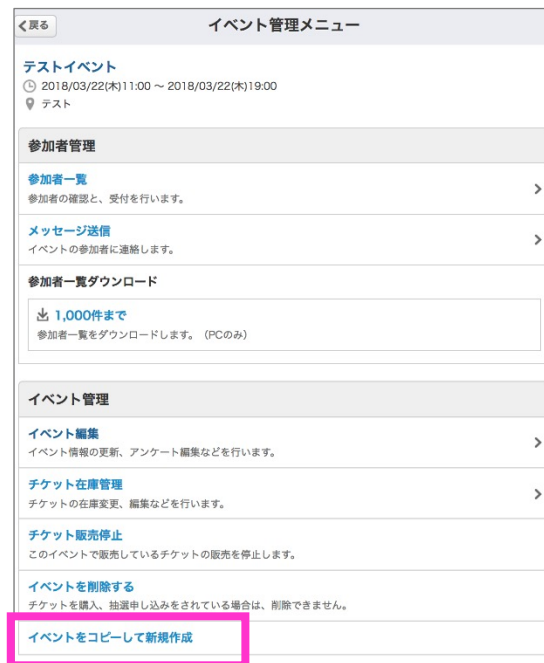 戻る
イベント管理メニュー
テストイベント
2018/03/22(木)11:00 ~ 2018/03/22(木)19:00
テスト
参加者管理
参加者一覧
参加者の確認と、受付を行います。
メッセージ送信
イベントの参加者に連絡します。
参加者一覧ダウンロード
1,000件まで
参加者一覧をダウンロードします。（PCのみ）
イベント管理
イベント編集
イベント情報の更新、アンケート編集などを行います。
チケット在庫管理
チケットの在庫変更、編集などを行います。
チケット販売停止
このイベントで販売しているチケットの販売を停止します。
イベントを削除する
チケットを購入、抽選申し込みをされている場合は、削除できません。
イベントをコピーして新規作成